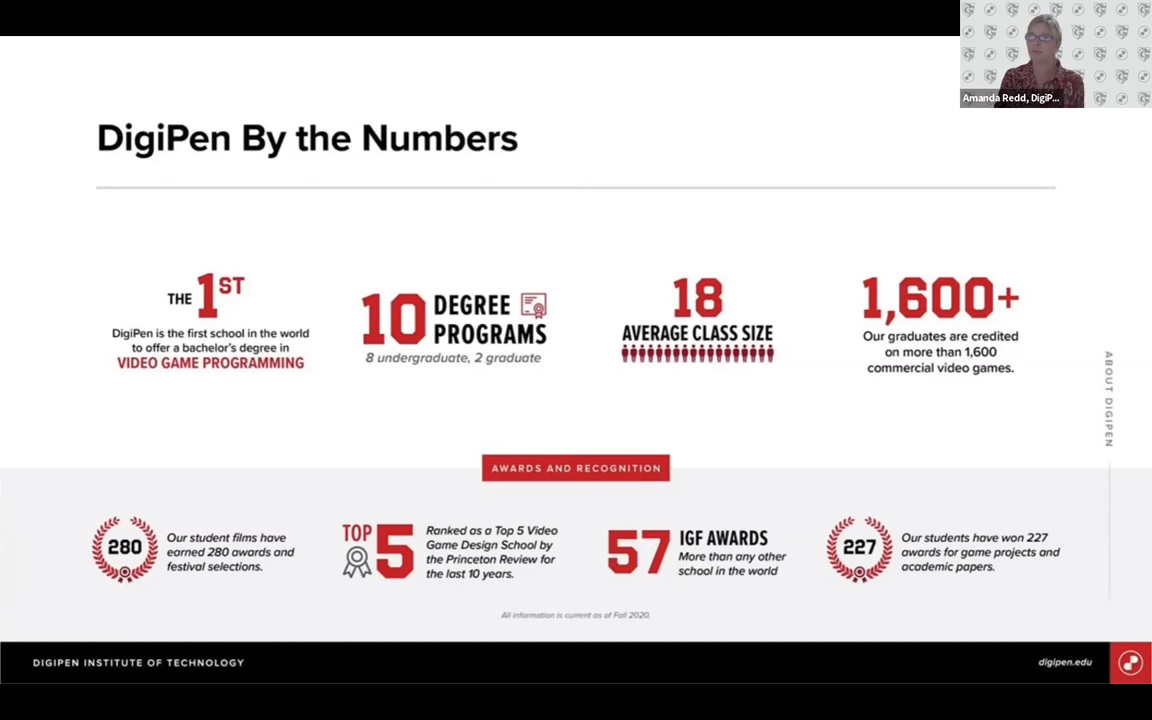 Amanda Redd, DigiP...
DigiPen By the Numbers
THE 1ST
DigiPen is the first school in the world
to offer a bachelor's degree in
VIDEO GAME PROGRAMMING
10 DEGREE
PROGRAMS
8 undergraduate, 2 graduate
18
AVERAGE CLASS SIZE
1,600+
Our graduates are credited
on more than 1,600
commercial video games.
ABOUT DIGIPEN
AWARDS AND RECOGNITION
280
Our student films have
earned 280 awards and
festival selections.
TOP 5
Ranked as a Top 5 Video
Game Design School by
the Princeton Review for
the last 10 years.
57 IGF AWARDS
More than any other
school in the world
227
Our students have won 227
awards for game projects and
academic papers.
All information is current as of Fall 2020.
DIGIPEN INSTITUTE OF TECHNOLOGY
digipen.edu